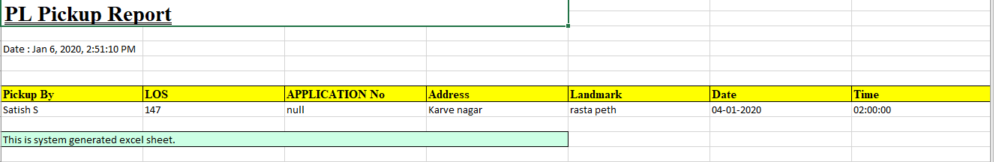 PL Pickup Report
Date : Jan 6, 2020, 2:51:10 PM
Pickup By LOS APPLICATION No Address Landmark Date Time
Satish S 147 null Karve nagar rasta peth 04-01-2020 02:00:00
This is system generated excel sheet.